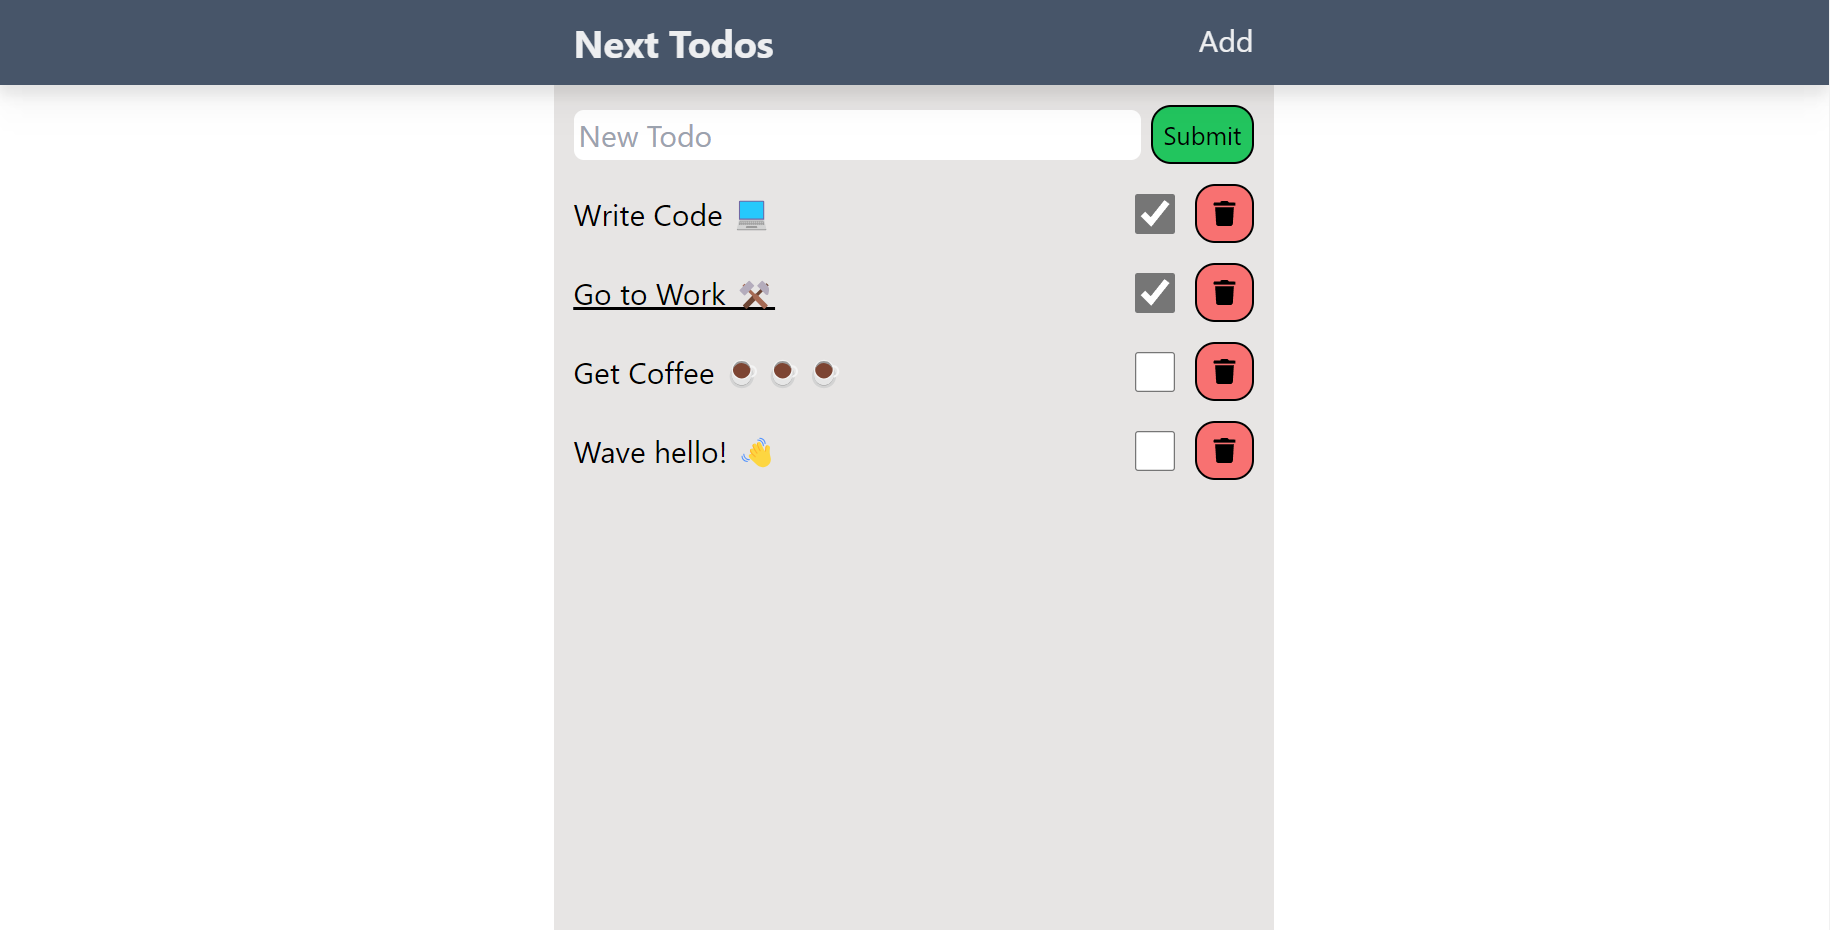 Next Todos
Add
New Todo
Submit
Write Code 💻
Go to Work ⚒️
Get Coffee ☕ ☕ ☕
Wave hello! 👋